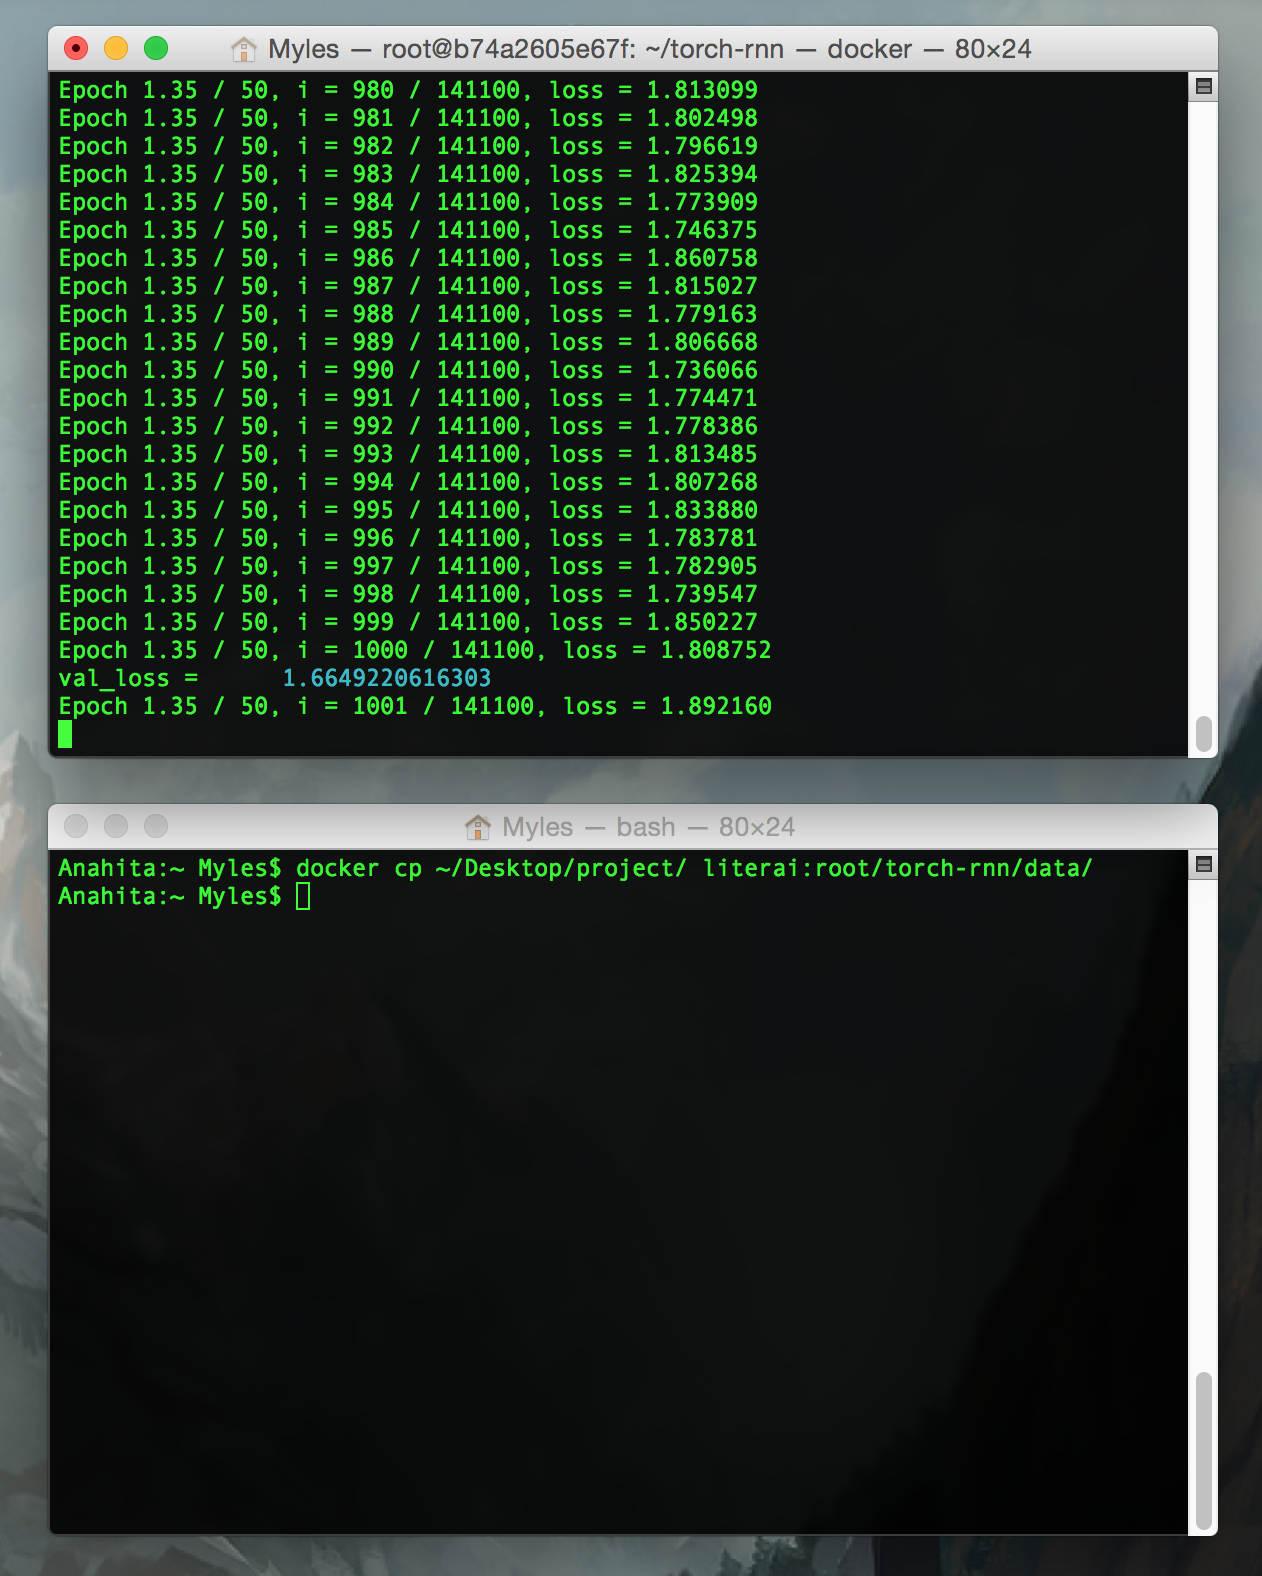 Myles — root@b74a2605e67f: ~/torch-rnn — docker — 80×24
Epoch 1.35 / 50, i = 980 / 141100, loss = 1.813099
Epoch 1.35 / 50, i = 981 / 141100, loss = 1.802498
Epoch 1.35 / 50, i = 982 / 141100, loss = 1.796619
Epoch 1.35 / 50, i = 983 / 141100, loss = 1.825394
Epoch 1.35 / 50, i = 984 / 141100, loss = 1.773909
Epoch 1.35 / 50, i = 985 / 141100, loss = 1.746375
Epoch 1.35 / 50, i = 986 / 141100, loss = 1.860758
Epoch 1.35 / 50, i = 987 / 141100, loss = 1.815027
Epoch 1.35 / 50, i = 988 / 141100, loss = 1.779163
Epoch 1.35 / 50, i = 989 / 141100, loss = 1.806668
Epoch 1.35 / 50, i = 990 / 141100, loss = 1.736066
Epoch 1.35 / 50, i = 991 / 141100, loss = 1.774471
Epoch 1.35 / 50, i = 992 / 141100, loss = 1.778386
Epoch 1.35 / 50, i = 993 / 141100, loss = 1.813485
Epoch 1.35 / 50, i = 994 / 141100, loss = 1.807268
Epoch 1.35 / 50, i = 995 / 141100, loss = 1.833880
Epoch 1.35 / 50, i = 996 / 141100, loss = 1.783781
Epoch 1.35 / 50, i = 997 / 141100, loss = 1.782905
Epoch 1.35 / 50, i = 998 / 141100, loss = 1.739547
Epoch 1.35 / 50, i = 999 / 141100, loss = 1.850227
Epoch 1.35 / 50, i = 1000 / 141100, loss = 1.808752
val_loss =      1.6649220616303
Epoch 1.35 / 50, i = 1001 / 141100, loss = 1.892160
Myles — bash — 80×24
Anahita:~ Myles$ docker cp ~/Desktop/project/ literai:root/torch-rnn/data/
Anahita:~ Myles$